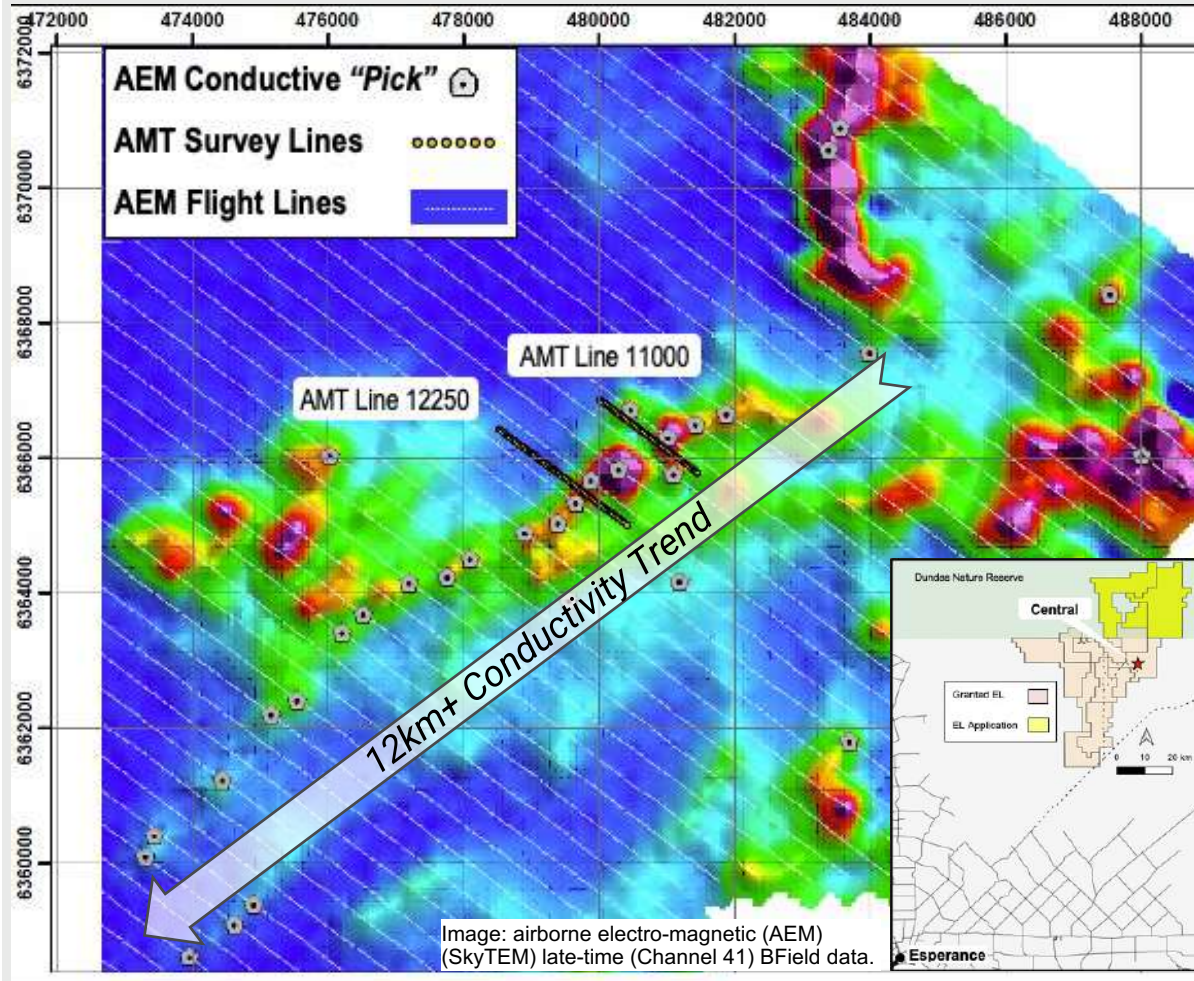 472000 474000 476000 478000 480000 482000 484000 486000 488000
6372000
6370000
6368000
6366000
6364000
6362000
6360000
AEM Conductive "Pick"
AMT Survey Lines
AEM Flight Lines
AMT Line 11000
AMT Line 12250
12km+ Conductivity Trend
Dundas Nature Reserve
Central
Granted EL
EL Application
0 10 20 km
Esperance
Image: airborne electro-magnetic (AEM)
(SkyTEM) late-time (Channel 41) BField data.